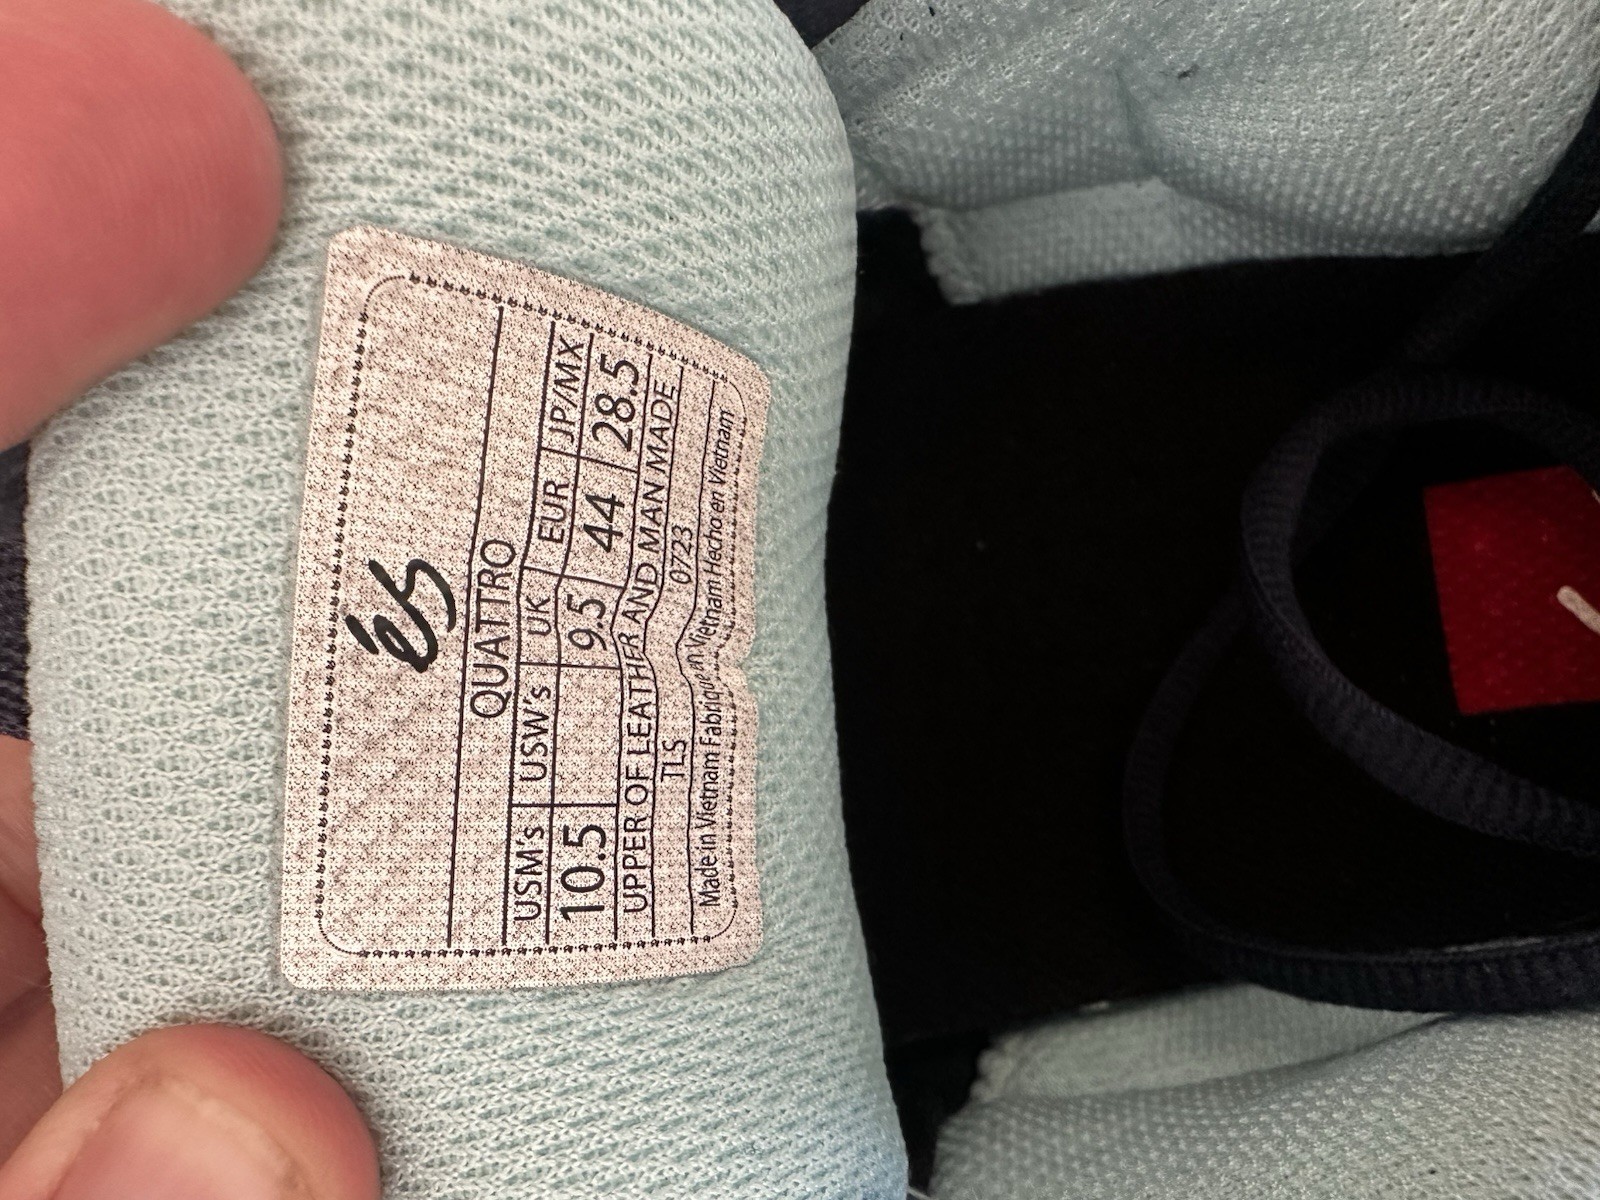 éS
QUATTRO
USM's USW's UK EUR JP/MX
10.5 9.5 44 28.5
UPPER OF LEATHER AND MAN MADE
TLS 0723
Made in Vietnam Fabriqué in Vietnam Hecho en Vietnam